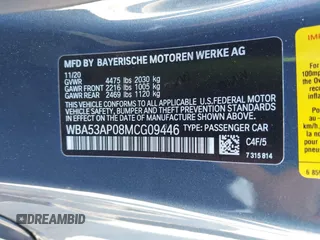 MFD BY BAYERISCHE MOTOREN WERKE AG
11/20
GVWR 4475 lbs 2030 kg
GAWR FRONT 2216 lbs 1005 kg
GAWR REAR 2469 lbs 1120 kg
THIS VEHICLE CONFORMS TO ALL APPLICABLE FEDERAL MOTOR
VEHICLE SAFETY, BUMPER, AND THEFT PREVENTION STANDARDS
IN EFFECT ON THE DATE OF MANUFACTURE SHOWN ABOVE.
WBA53AP08MCG09446 TYPE: PASSENGER CAR
C4F/5
7 315 814
DREAMBID